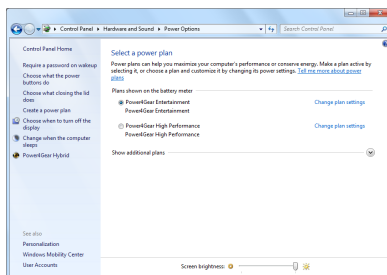 Control Panel ▸ Hardware and Sound ▸ Power Options
Search Control Panel
Control Panel Home
Require a password on wakeup
Choose what the power
buttons do
Choose what closing the lid
does
Create a power plan
Choose when to turn off the
display
Change when the computer
sleeps
Power4Gear Hybrid
See also
Personalization
Windows Mobility Center
User Accounts
Select a power plan
Power plans can help you maximize your computer's performance or conserve energy. Make a plan active by
selecting it, or choose a plan and customize it by changing its power settings. Tell me more about power
plans
Plans shown on the battery meter
Power4Gear Entertainment
Change plan settings
Power4Gear Entertainment
Power4Gear High Performance
Change plan settings
Power4Gear High Performance
Show additional plans
Screen brightness: